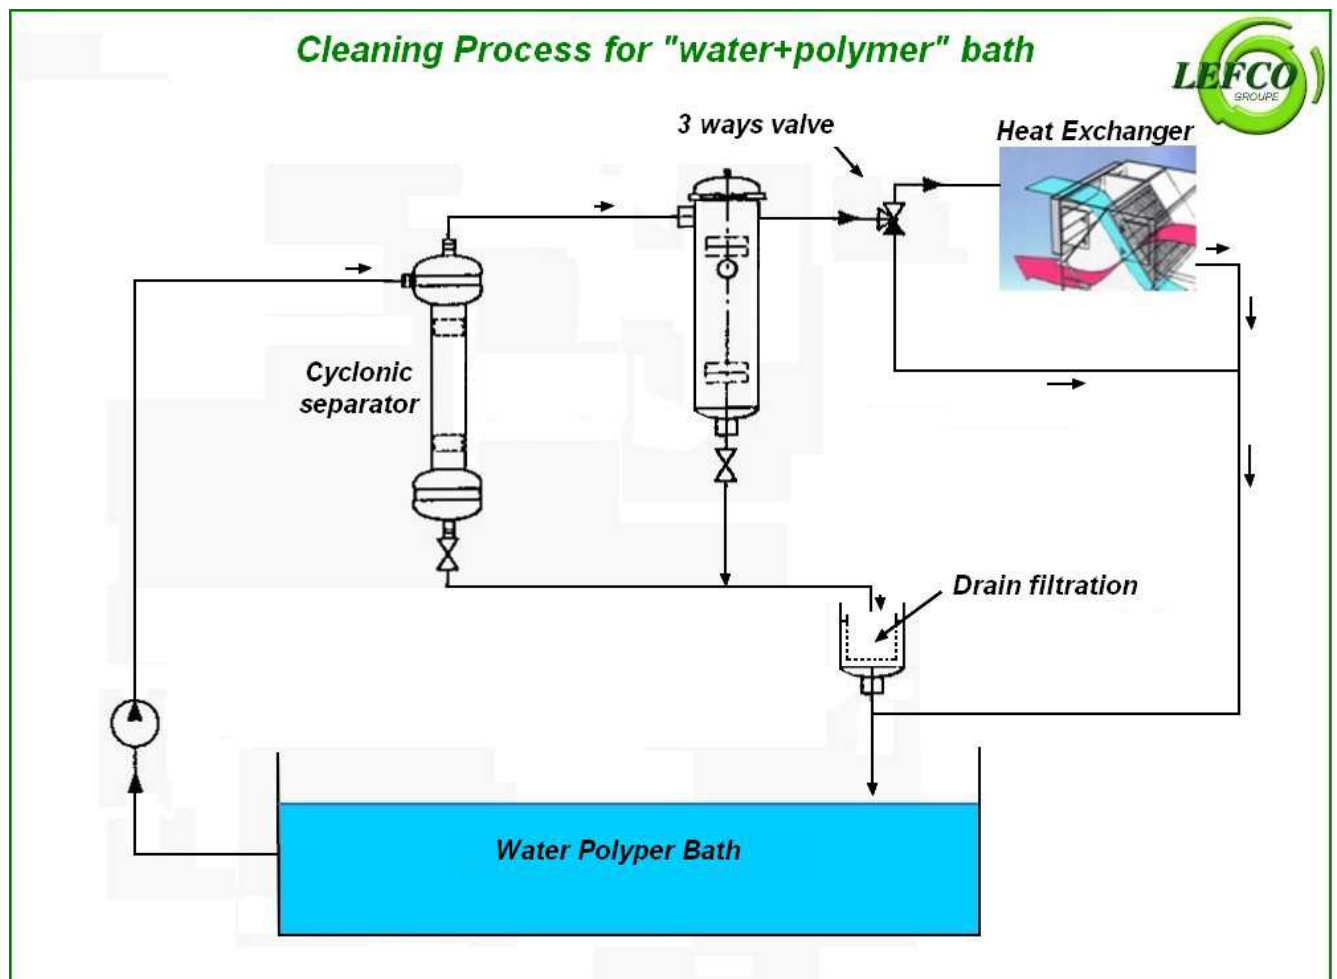 Cleaning Process for "water+polymer" bath
LEFCO
GROUPE
3 ways valve
Heat Exchanger
Cyclonic
separator
Drain filtration
Water Polyper Bath